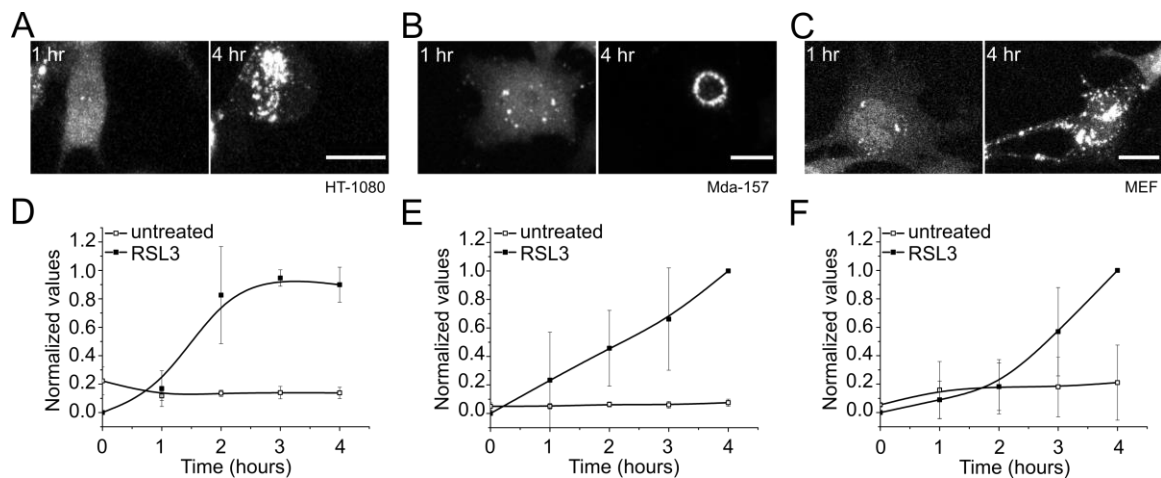 A
1 hr
4 hr
HT-1080
B
1 hr
4 hr
Mda-157
C
1 hr
4 hr
MEF
D
untreated
RSL3
Normalized values
1.2
1.0
0.8
0.6
0.4
0.2
0.0
0 1 2 3 4
Time (hours)
E
untreated
RSL3
Normalized values
1.2
1.0
0.8
0.6
0.4
0.2
0.0
0 1 2 3 4
Time (hours)
F
untreated
RSL3
Normalized values
1.2
1.0
0.8
0.6
0.4
0.2
0.0
0 1 2 3 4
Time (hours)